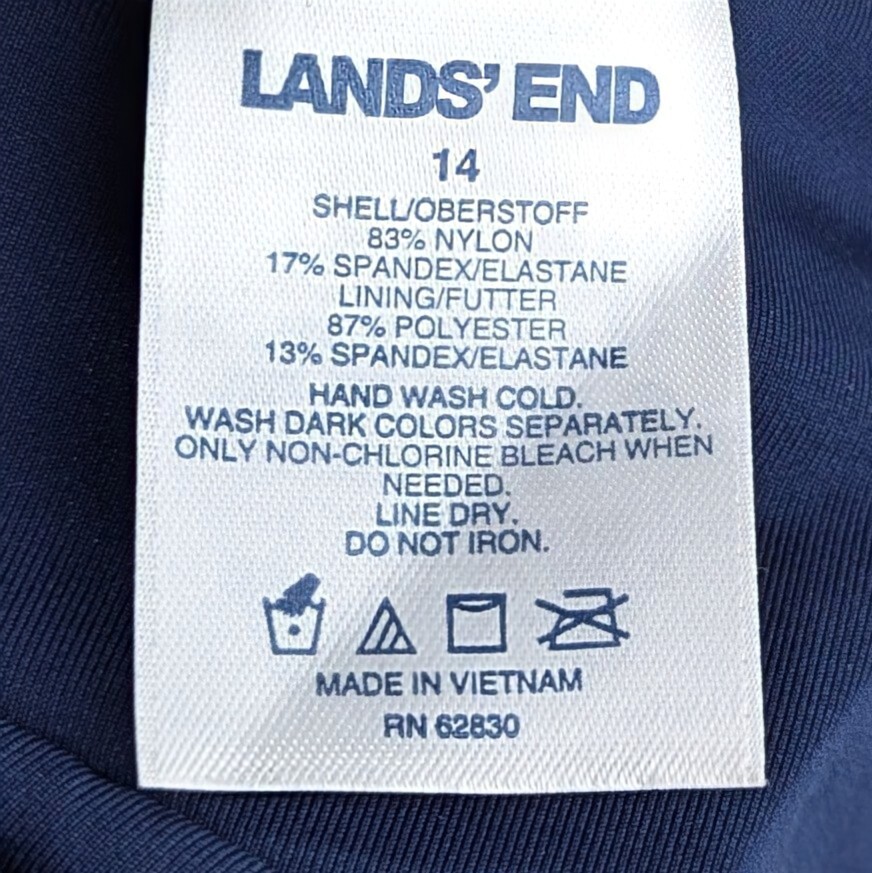 LANDS' END
14
SHELL/OBERSTOFF
83% NYLON
17% SPANDEX/ELASTANE
LINING/FUTTER
87% POLYESTER
13% SPANDEX/ELASTANE
HAND WASH COLD.
WASH DARK COLORS SEPARATELY.
ONLY NON-CHLORINE BLEACH WHEN
NEEDED.
LINE DRY.
DO NOT IRON.
MADE IN VIETNAM
RN 62830